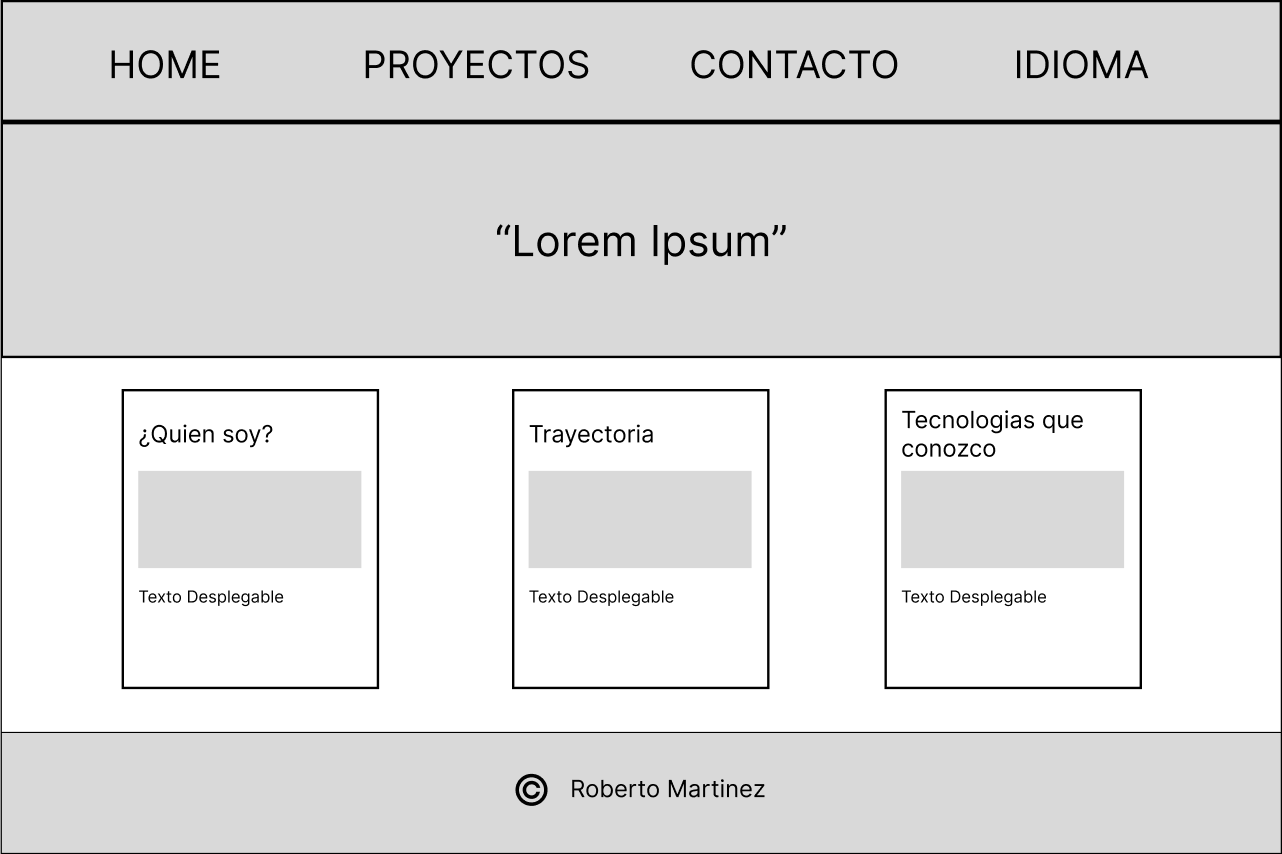 HOME PROYECTOS CONTACTO IDIOMA
“Lorem Ipsum”
¿Quien soy?
Texto Desplegable
Trayectoria
Texto Desplegable
Tecnologias que
conozco
Texto Desplegable
© Roberto Martinez